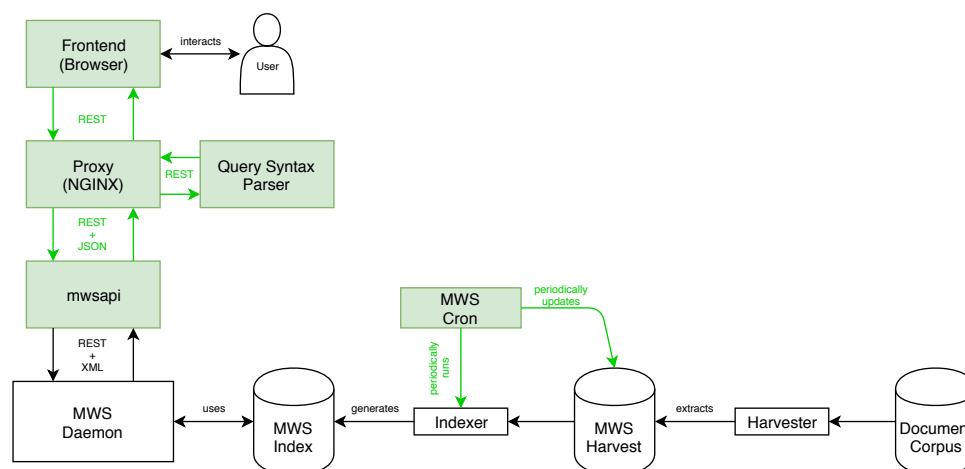 Frontend
(Browser)
interacts
User
REST
Proxy
(NGINX)
REST
Query Syntax
Parser
REST
+
JSON
mwsapi
MWS
Cron
periodically
updates
periodically
runs
REST
+
XML
MWS
Daemon
uses
MWS
Index
generates
Indexer
MWS
Harvest
extracts
Harvester
Documen
Corpus